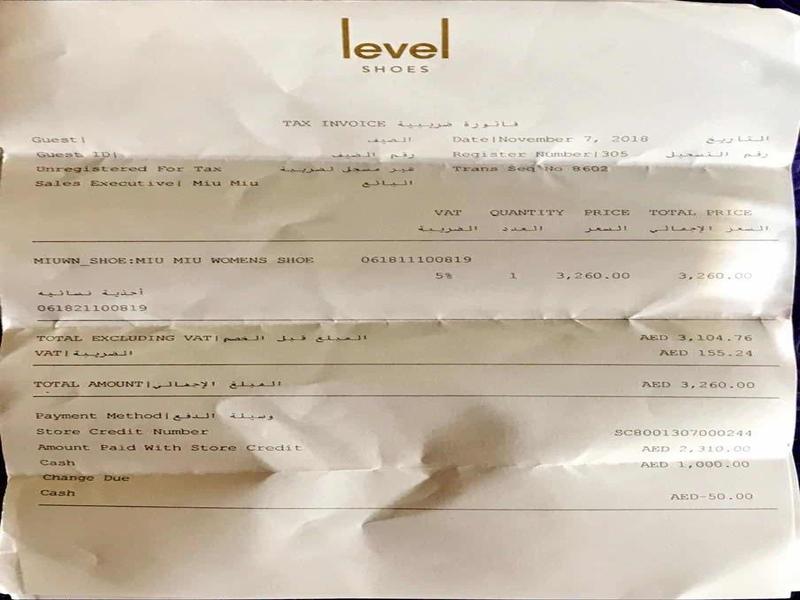 level
SHOES
TAX INVOICE فاتورة ضريبية
Guest| الضيف Date|November 7, 2018 التاريخ
Guest ID| رقم الضيف Register Number|305 رقم التسجيل
Unregistered For Tax غير مسجل لضريبة Trans Seq No 8602
Sales Executive| Miu Miu البائع
VAT QUANTITY PRICE TOTAL PRICE
الضريبة العدد السعر السعر الإجمالي
MIUWN_SHOE:MIU MIU WOMENS SHOE 061811100819
5% 1 3,260.00 3,260.00
أحذية نسائيه
061821100819
TOTAL EXCLUDING VAT|المبلغ قبل الخصم AED 3,104.76
VAT|الضريبة AED 155.24
TOTAL AMOUNT|المبلغ الإجمالي AED 3,260.00
Payment Method|وسيلة الدفع
Store Credit Number SC8001307000244
Amount Paid With Store Credit AED 2,310.00
Cash AED 1,000.00
Change Due
Cash AED-50.00